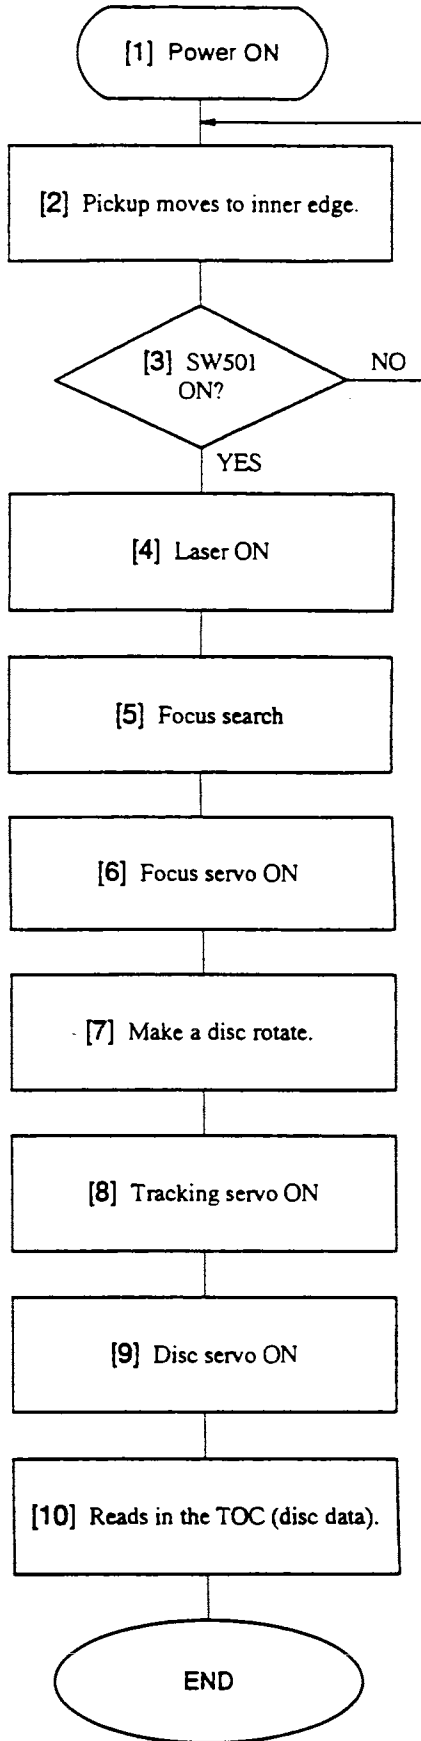 [1] Power ON
[2] Pickup moves to inner edge.
[3] SW501
ON?
NO
YES
[4] Laser ON
[5] Focus search
[6] Focus servo ON
[7] Make a disc rotate.
[8] Tracking servo ON
[9] Disc servo ON
[10] Reads in the TOC (disc data).
END